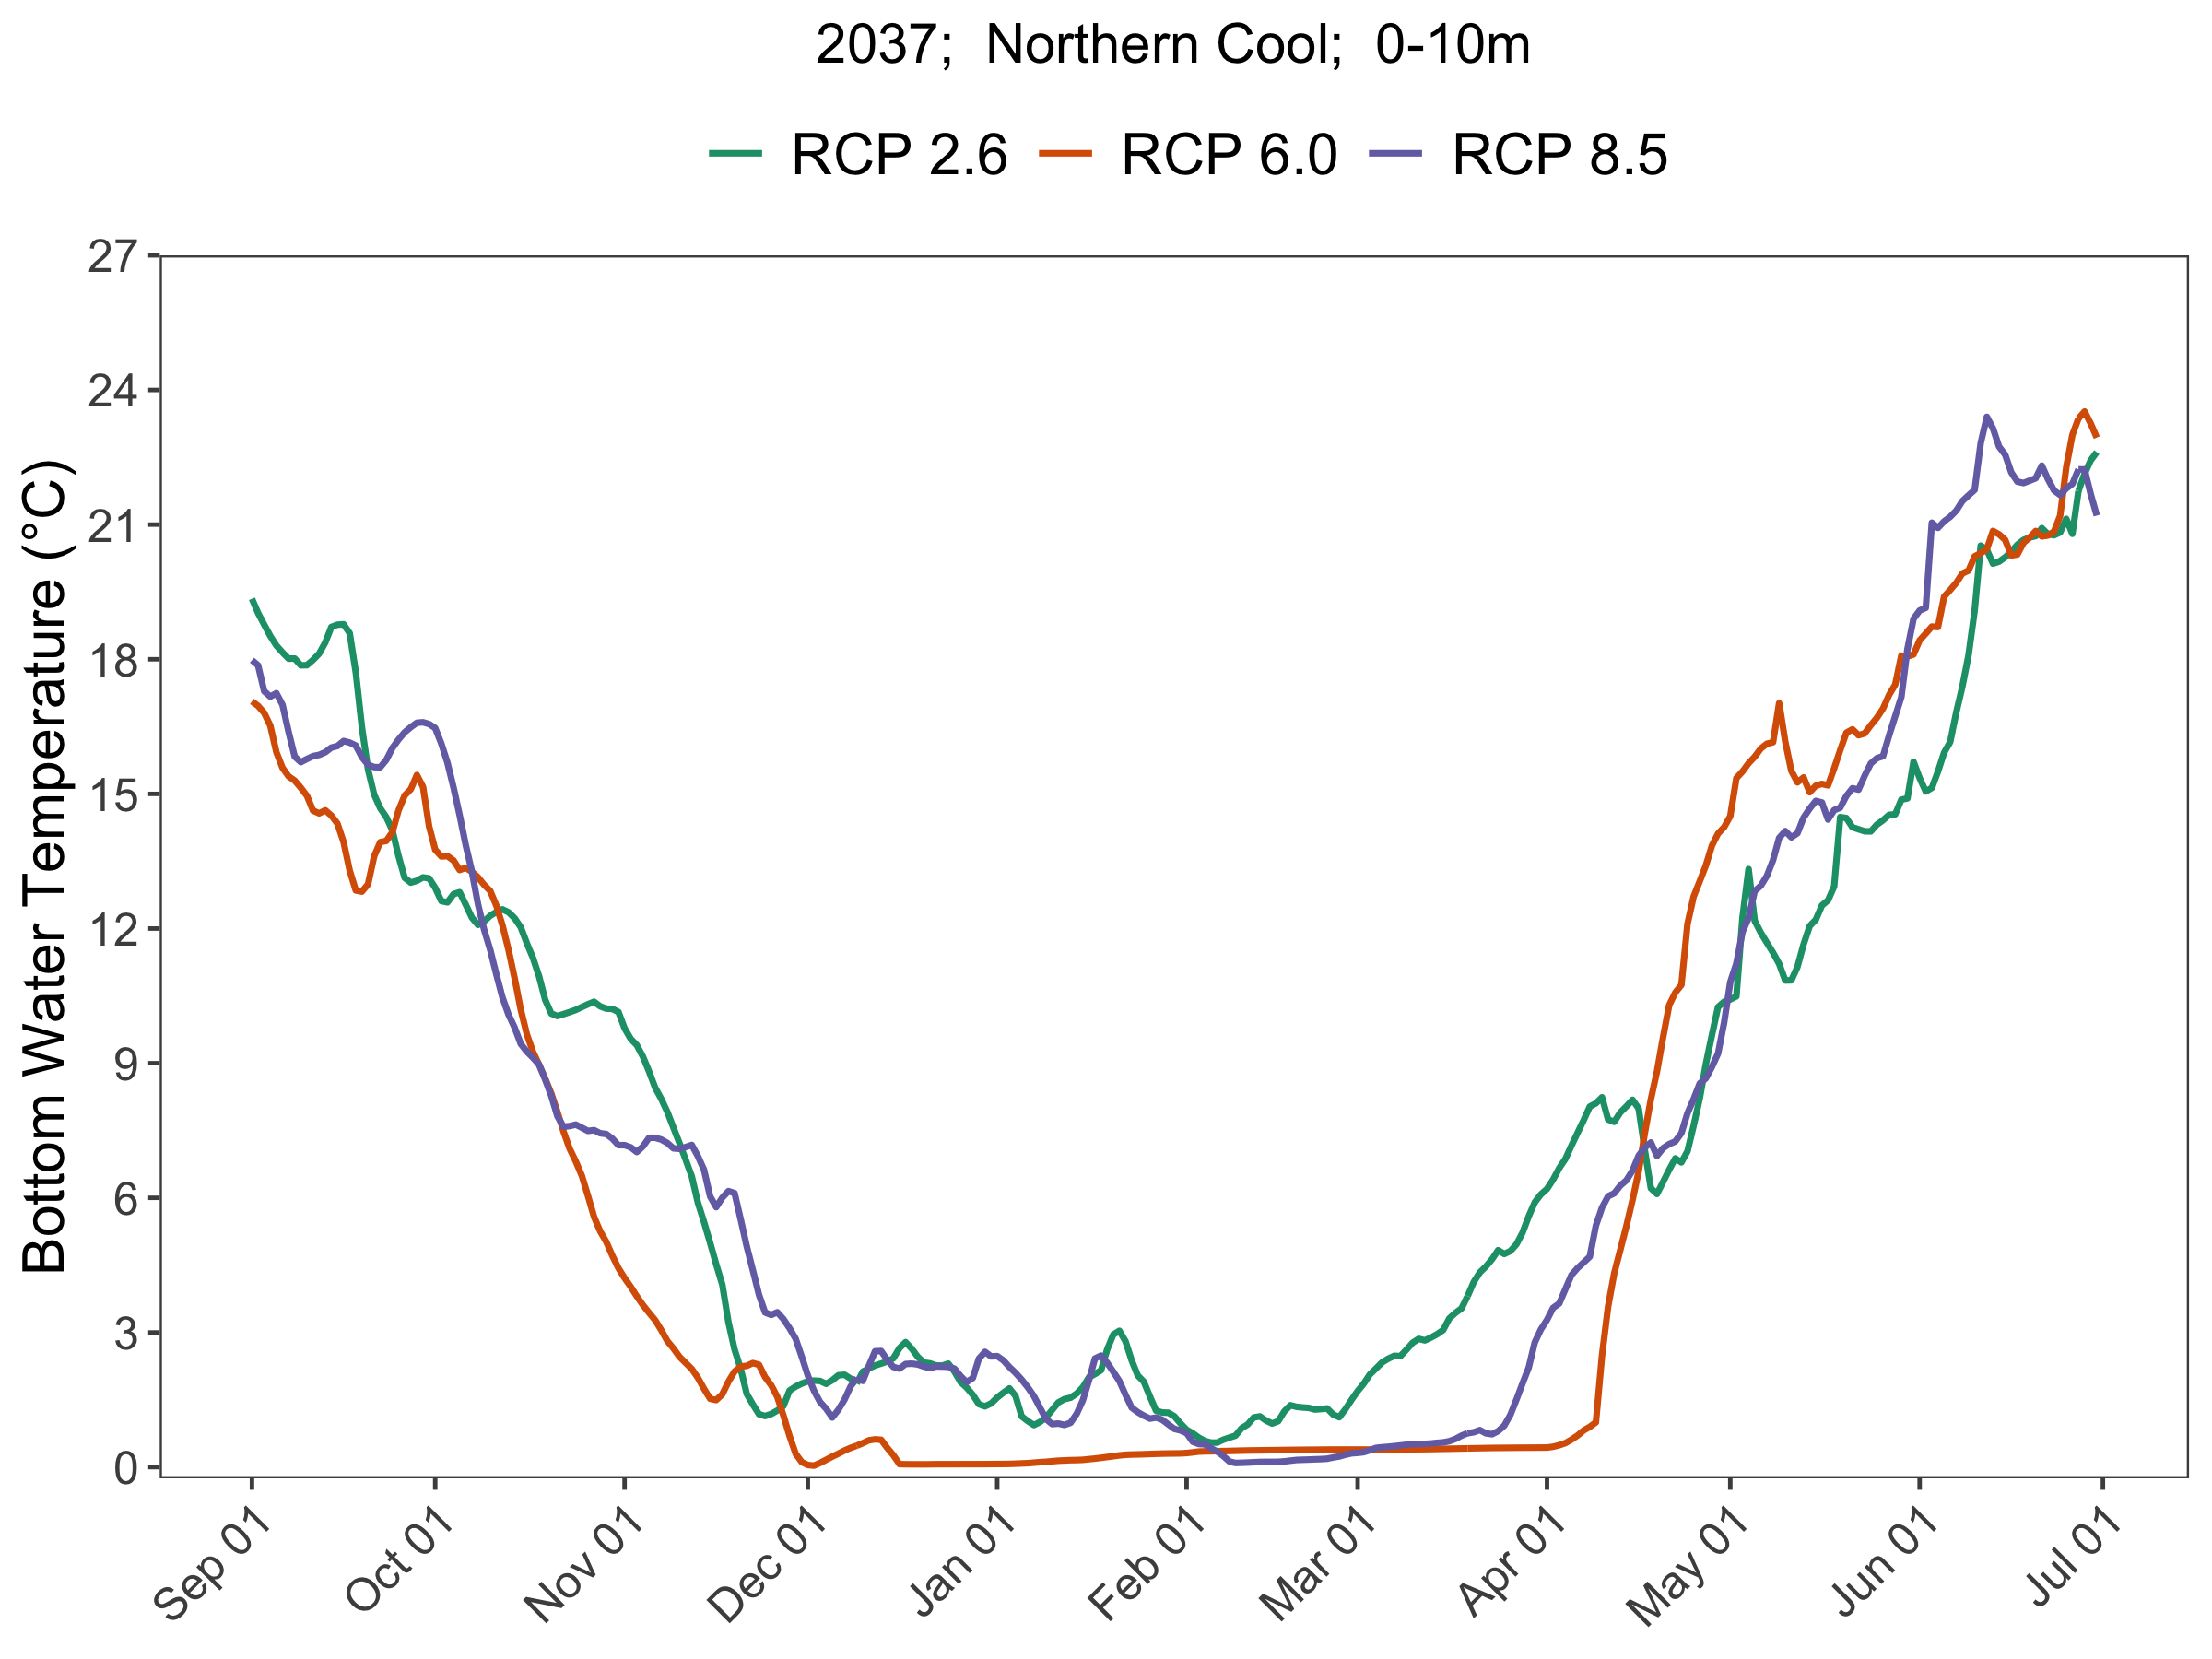 2037;  Northern Cool;  0-10m
RCP 2.6 RCP 6.0 RCP 8.5
Bottom Water Temperature (°C)
27
24
21
18
15
12
9
6
3
0
Sep 01 Oct 01 Nov 01 Dec 01 Jan 01 Feb 01 Mar 01 Apr 01 May 01 Jun 01 Jul 01